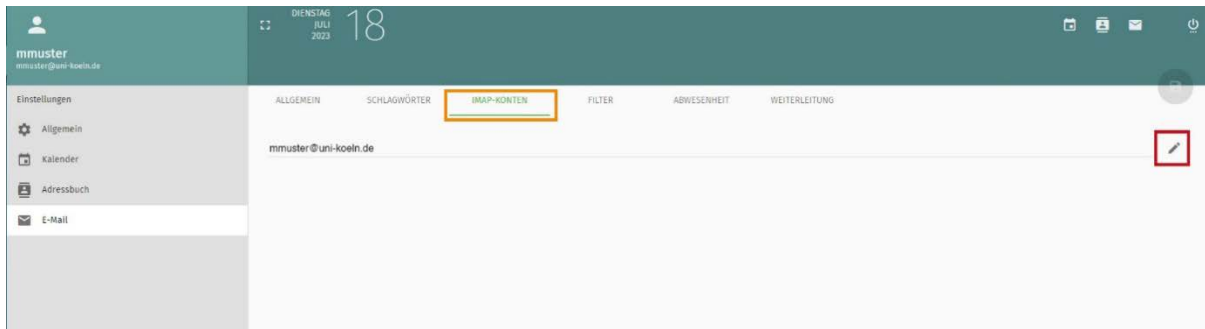 mmuster
mmuster@uni-koeln.de
Einstellungen
Allgemein
Kalender
Adressbuch
E-Mail
DIENSTAG
JULI
2023
18
ALLGEMEIN SCHLAGWÖRTER IMAP-KONTEN FILTER ABWESENHEIT WEITERLEITUNG
mmuster@uni-koeln.de